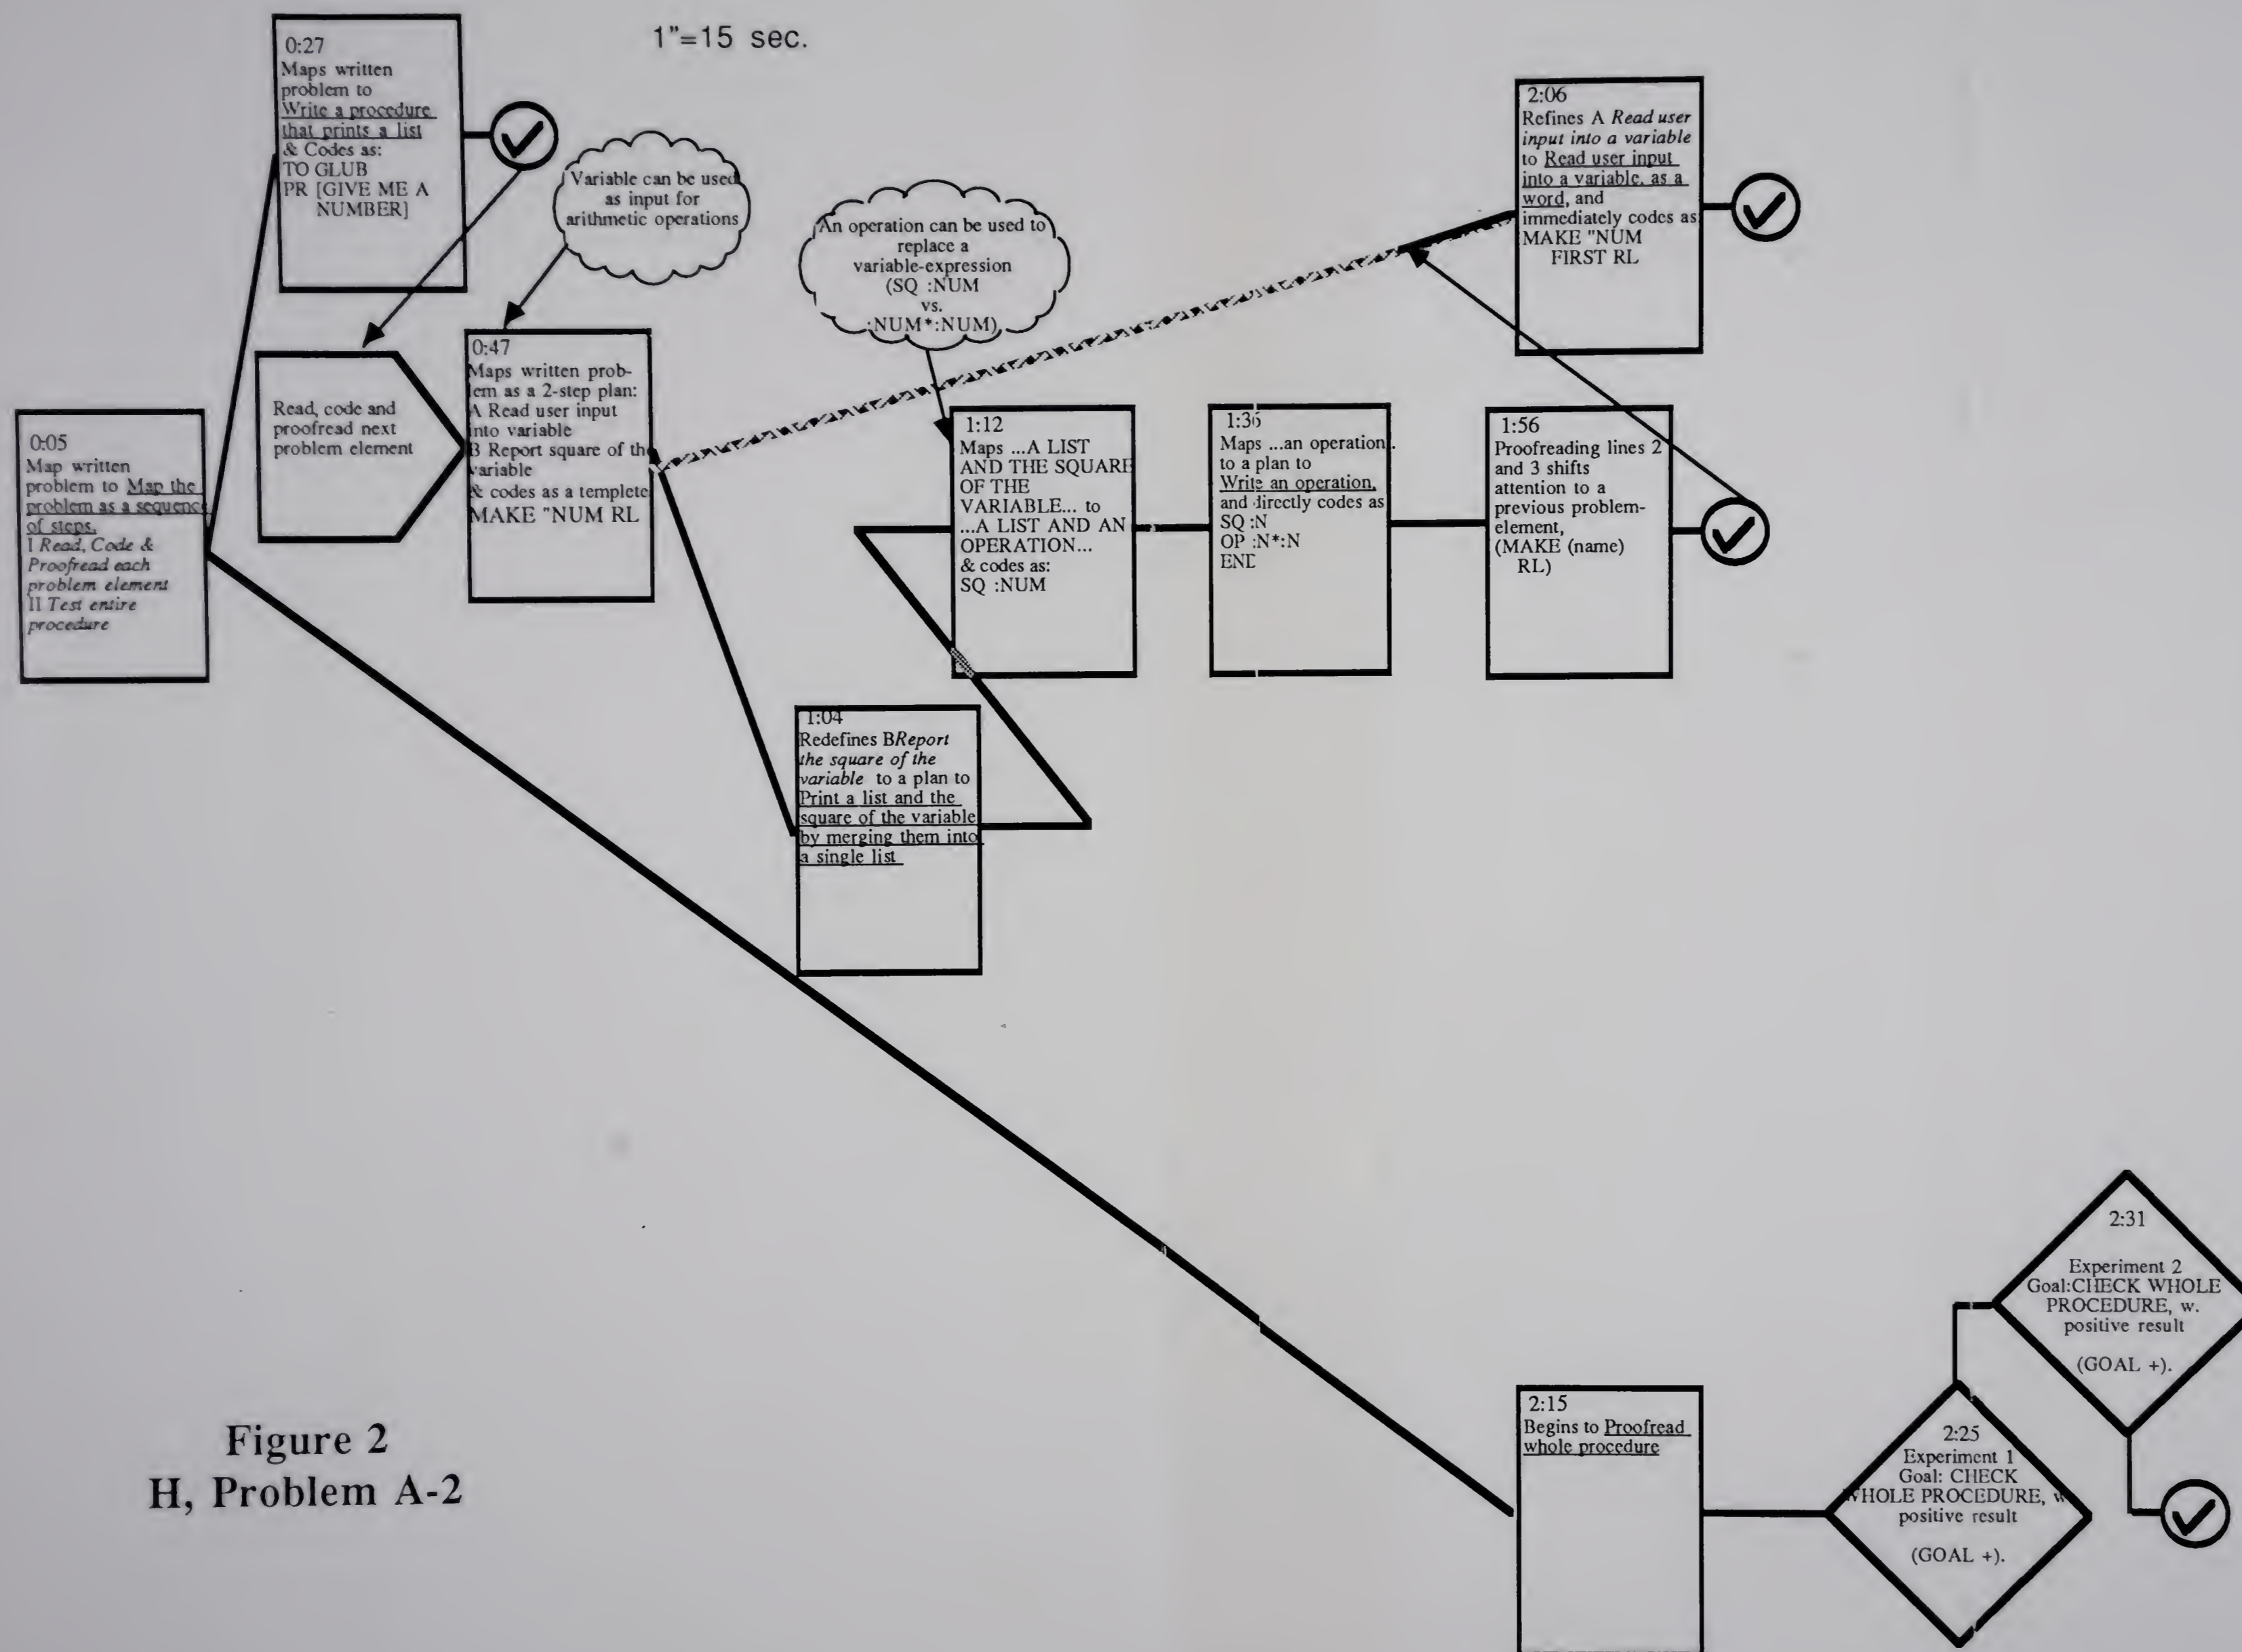 1"=15 sec.
0:27
Maps written
problem to
Write a procedure
that prints a list
& Codes as:
TO GLUB
PR [GIVE ME A
NUMBER]
Variable can be used
as input for
arithmetic operations
An operation can be used to
replace a
variable-expression
(SQ :NUM
vs.
:NUM*:NUM)
2:06
Refines A Read user
input into a variable
to Read user input
into a variable, as a
word, and
immediately codes as
MAKE "NUM
FIRST RL
0:05
Map written
problem to Map the
problem as a sequence
of steps.
I Read, Code &
Proofread each
problem element
II Test entire
procedure
Read, code and
proofread next
problem element
0:47
Maps written prob-
lem as a 2-step plan:
A Read user input
into variable
B Report square of the
variable
& codes as a templete
MAKE "NUM RL
1:12
Maps ...A LIST
AND THE SQUARE
OF THE
VARIABLE... to
...A LIST AND AN
OPERATION...
& codes as:
SQ :NUM
1:36
Maps ...an operation..
to a plan to
Write an operation,
and directly codes as
SQ :N
OP :N*:N
END
1:56
Proofreading lines 2
and 3 shifts
attention to a
previous problem-
element,
(MAKE (name)
RL)
1:04
Redefines BReport
the square of the
variable to a plan to
Print a list and the
square of the variable
by merging them into
a single list
2:15
Begins to Proofread
whole procedure
2:25
Experiment 1
Goal: CHECK
WHOLE PROCEDURE, w
positive result
(GOAL +).
2:31
Experiment 2
Goal:CHECK WHOLE
PROCEDURE, w.
positive result
(GOAL +).
Figure 2
H, Problem A-2